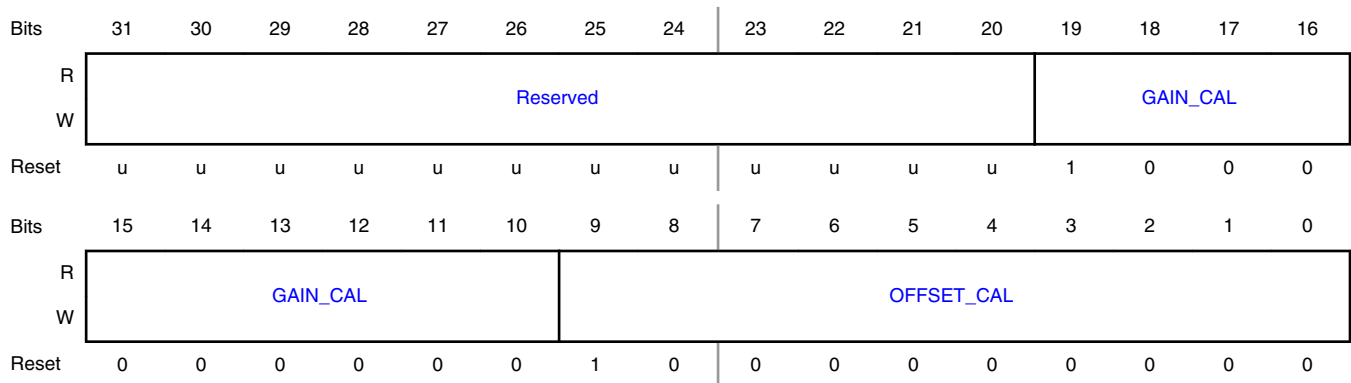 Bits 31 30 29 28 27 26 25 24 23 22 21 20 19 18 17 16
R
Reserved GAIN_CAL
W
Reset u u u u u u u u u u u u 1 0 0 0
Bits 15 14 13 12 11 10 9 8 7 6 5 4 3 2 1 0
R
GAIN_CAL OFFSET_CAL
W
Reset 0 0 0 0 0 0 1 0 0 0 0 0 0 0 0 0